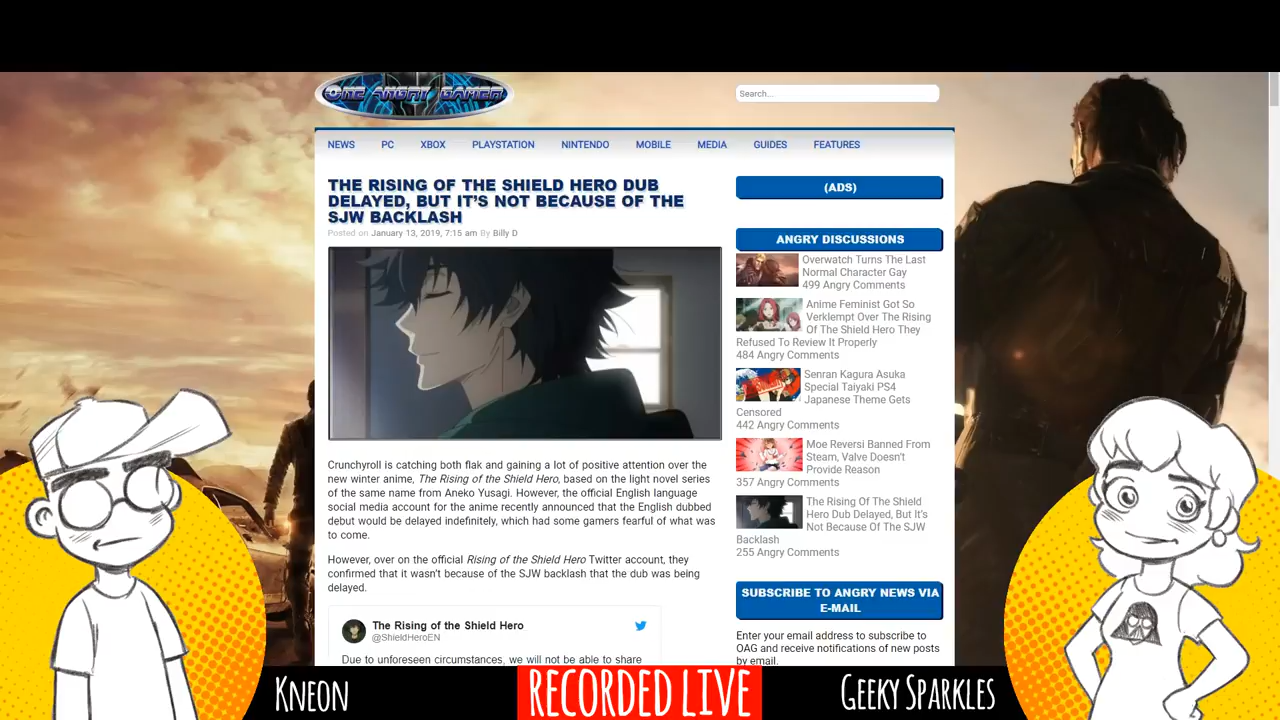 ONE ANGRY GAMER
Search...
NEWS PC XBOX PLAYSTATION NINTENDO MOBILE MEDIA GUIDES FEATURES
THE RISING OF THE SHIELD HERO DUB
DELAYED, BUT IT’S NOT BECAUSE OF THE
SJW BACKLASH
Posted on January 13, 2019, 7:15 am By Billy D
Crunchyroll is catching both flak and gaining a lot of positive attention over the
new winter anime, The Rising of the Shield Hero, based on the light novel series
of the same name from Aneko Yusagi. However, the official English language
social media account for the anime recently announced that the English dubbed
debut would be delayed indefinitely, which had some gamers fearful of what was
to come.
However, over on the official Rising of the Shield Hero Twitter account, they
confirmed that it wasn’t because of the SJW backlash that the dub was being
delayed.
The Rising of the Shield Hero
@ShieldHeroEN
Due to unforeseen circumstances, we will not be able to share
(ADS)
ANGRY DISCUSSIONS
Overwatch Turns The Last
Normal Character Gay
499 Angry Comments
Anime Feminist Got So
Verklempt Over The Rising
Of The Shield Hero They
Refused To Review It Properly
484 Angry Comments
Senran Kagura Asuka
Special Taiyaki PS4
Japanese Theme Gets
Censored
442 Angry Comments
Moe Reversi Banned From
Steam, Valve Doesn't
Provide Reason
357 Angry Comments
The Rising Of The Shield
Hero Dub Delayed, But It’s
Not Because Of The SJW
Backlash
255 Angry Comments
SUBSCRIBE TO ANGRY NEWS VIA
E-MAIL
Enter your email address to subscribe to
OAG and receive notifications of new posts
by email.
KNEON
RECORDED LIVE
GEEKY SPARKLES